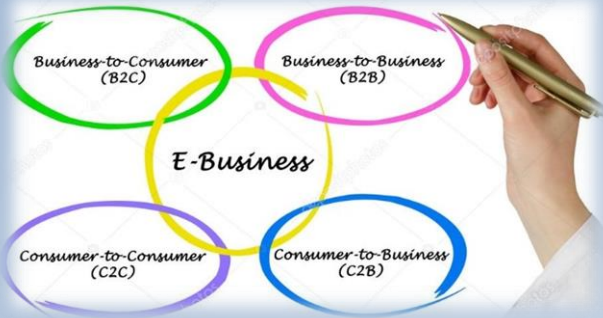 Business-to-Consumer
(B2C)
Business-to-Business
(B2B)
E-Business
Consumer-to-Consumer
(C2C)
Consumer-to-Business
(C2B)